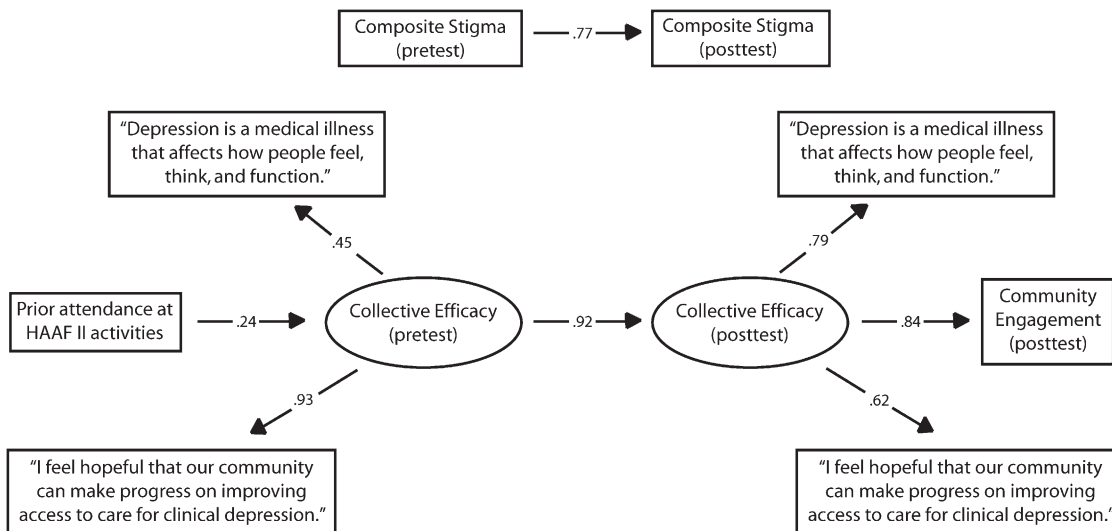 Composite Stigma
(pretest)
.77
Composite Stigma
(posttest)
“Depression is a medical illness
that affects how people feel,
think, and function.”
“Depression is a medical illness
that affects how people feel,
think, and function.”
.45
.79
Prior attendance at
HAAF II activities
.24
Collective Efficacy
(pretest)
.92
Collective Efficacy
(posttest)
.84
Community
Engagement
(posttest)
.93
.62
“I feel hopeful that our community
can make progress on improving
access to care for clinical depression.”
“I feel hopeful that our community
can make progress on improving
access to care for clinical depression.”